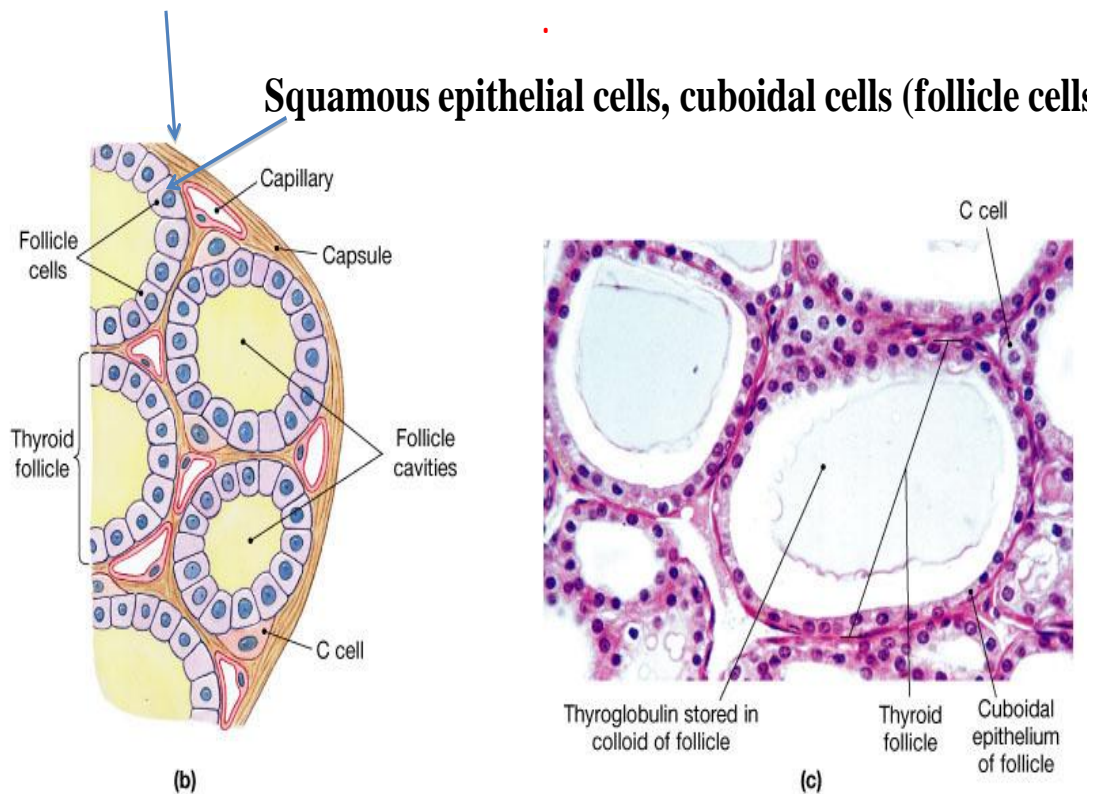 Squamous epithelial cells, cuboidal cells (follicle cells
Capillary
Capsule
Follicle
cells
Thyroid
follicle
Follicle
cavities
C cell
(b)
C cell
Thyroglobulin stored in
colloid of follicle
Thyroid
follicle
Cuboidal
epithelium
of follicle
(c)